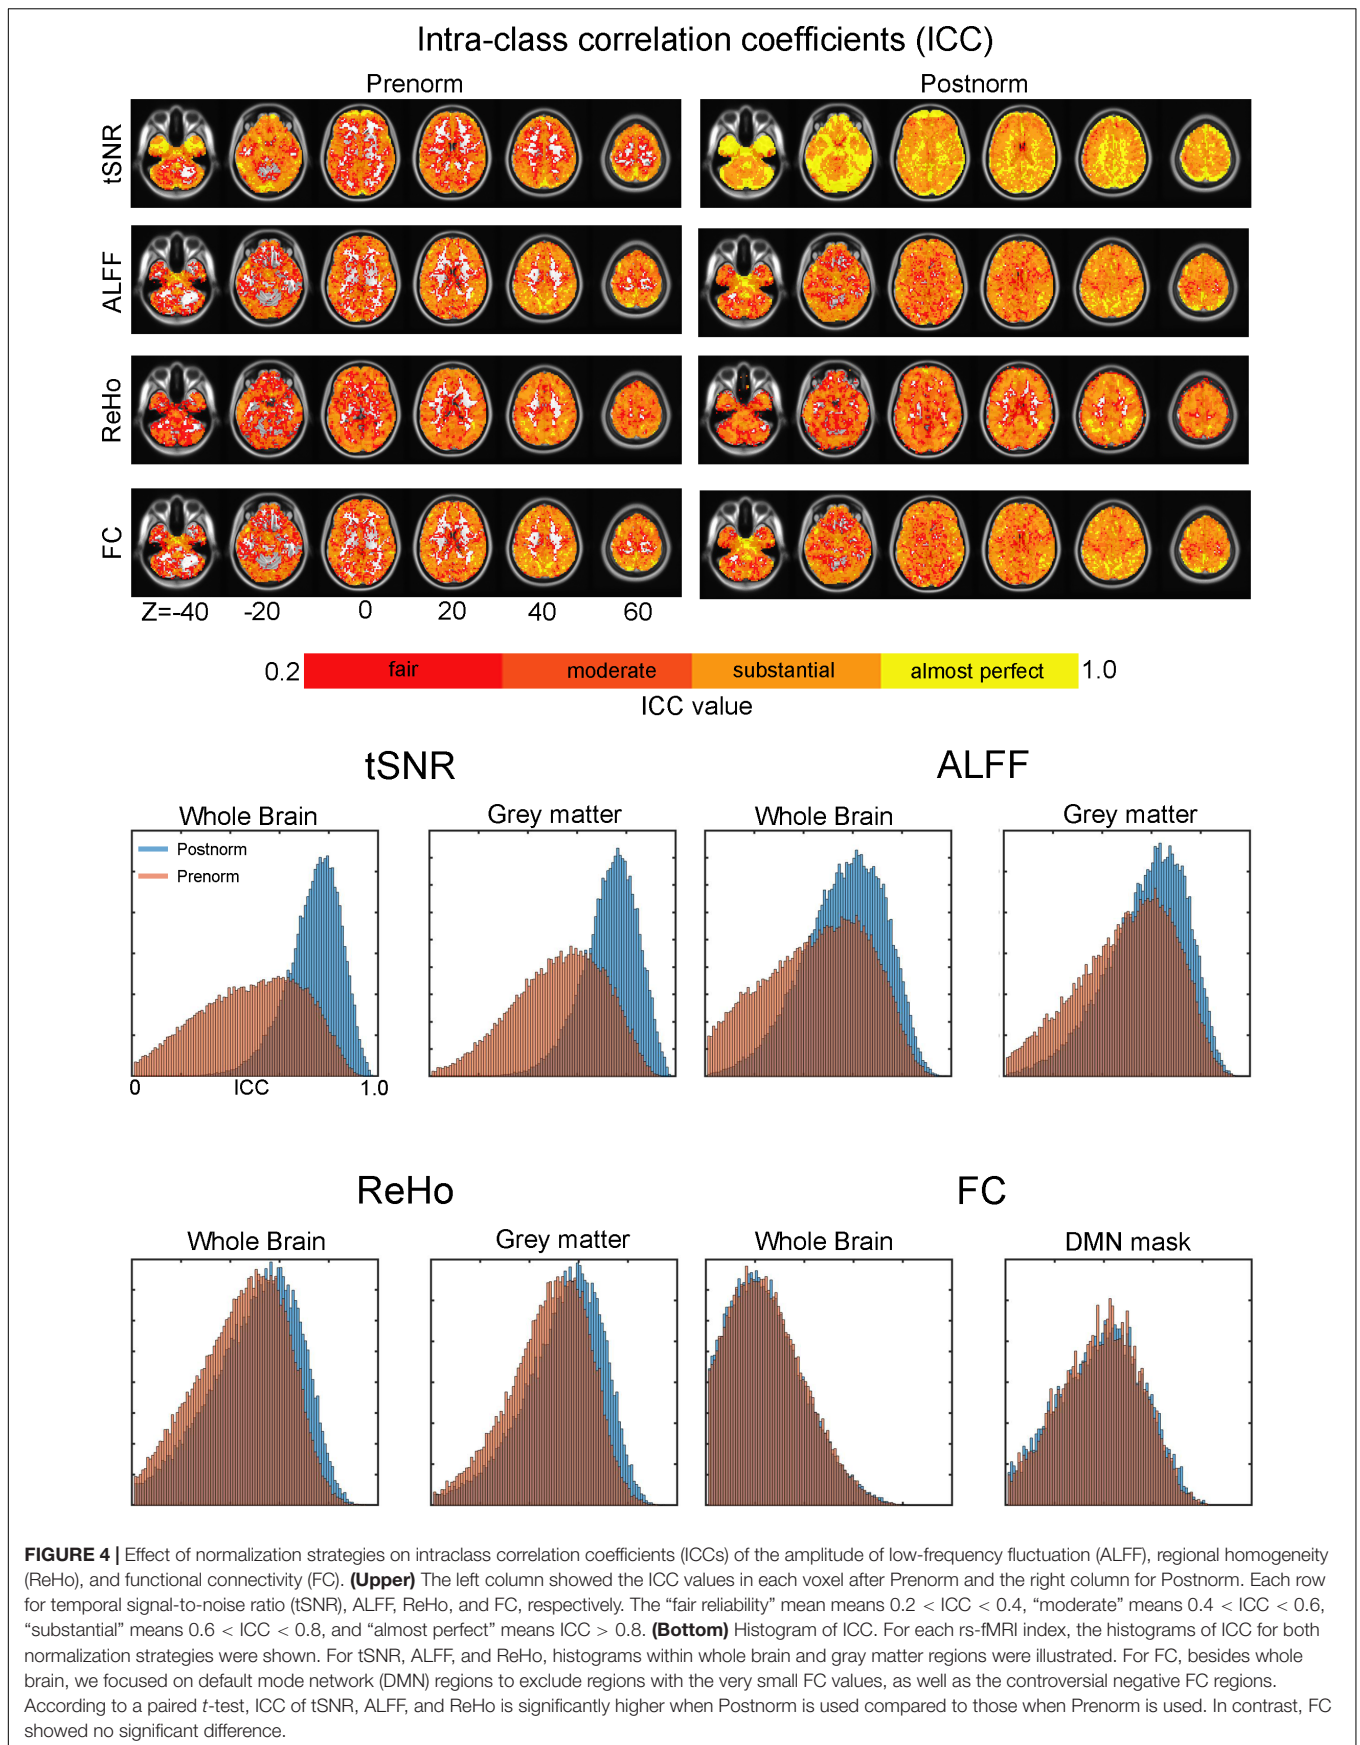 Intra-class correlation coefficients (ICC)
Prenorm
Postnorm
tSNR
ALFF
ReHo
FC
Z=-40 -20 0 20 40 60
0.2 fair moderate substantial almost perfect 1.0
ICC value
tSNR
ALFF
Whole Brain
Grey matter
Whole Brain
Grey matter
Postnorm
Prenorm
0 ICC 1.0
ReHo
FC
Whole Brain
Grey matter
Whole Brain
DMN mask
FIGURE 4 | Effect of normalization strategies on intraclass correlation coefficients (ICCs) of the amplitude of low-frequency fluctuation (ALFF), regional homogeneity
(ReHo), and functional connectivity (FC). (Upper) The left column showed the ICC values in each voxel after Prenorm and the right column for Postnorm. Each row
for temporal signal-to-noise ratio (tSNR), ALFF, ReHo, and FC, respectively. The “fair reliability” mean means 0.2 < ICC < 0.4, “moderate” means 0.4 < ICC < 0.6,
“substantial” means 0.6 < ICC < 0.8, and “almost perfect” means ICC > 0.8. (Bottom) Histogram of ICC. For each rs-fMRI index, the histograms of ICC for both
normalization strategies were shown. For tSNR, ALFF, and ReHo, histograms within whole brain and gray matter regions were illustrated. For FC, besides whole
brain, we focused on default mode network (DMN) regions to exclude regions with the very small FC values, as well as the controversial negative FC regions.
According to a paired t-test, ICC of tSNR, ALFF, and ReHo is significantly higher when Postnorm is used compared to those when Prenorm is used. In contrast, FC
showed no significant difference.